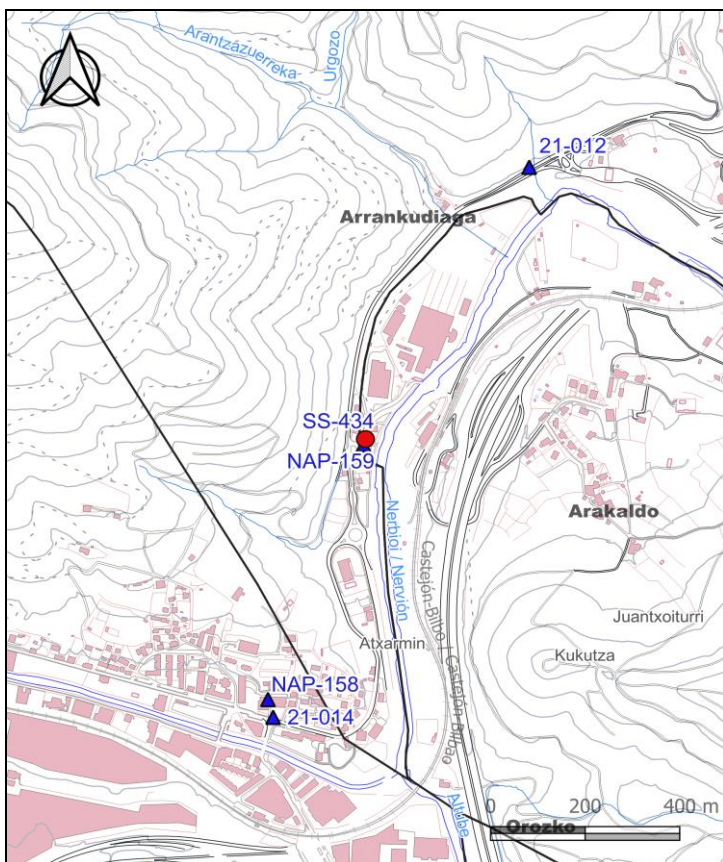 Arantzazuerreka
Urgozo
21-012
Arrankudiaga
SS-434
NAP-159
Nerbioi / Nervión
Castejón-Bilbo / Castejón-Bilbao
Arakaldo
Juantxoiturri
Kukutza
Atxarmin
NAP-158
21-014
Altube
0 200 400 m
Orozko